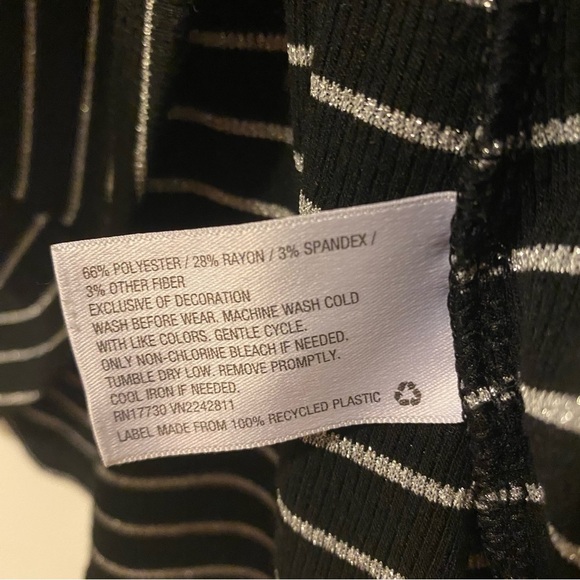 66% POLYESTER / 28% RAYON / 3% SPANDEX /
3% OTHER FIBER
EXCLUSIVE OF DECORATION
WASH BEFORE WEAR. MACHINE WASH COLD
WITH LIKE COLORS. GENTLE CYCLE.
ONLY NON-CHLORINE BLEACH IF NEEDED.
TUMBLE DRY LOW. REMOVE PROMPTLY.
COOL IRON IF NEEDED.
RN17730 VN2242811
LABEL MADE FROM 100% RECYCLED PLASTIC